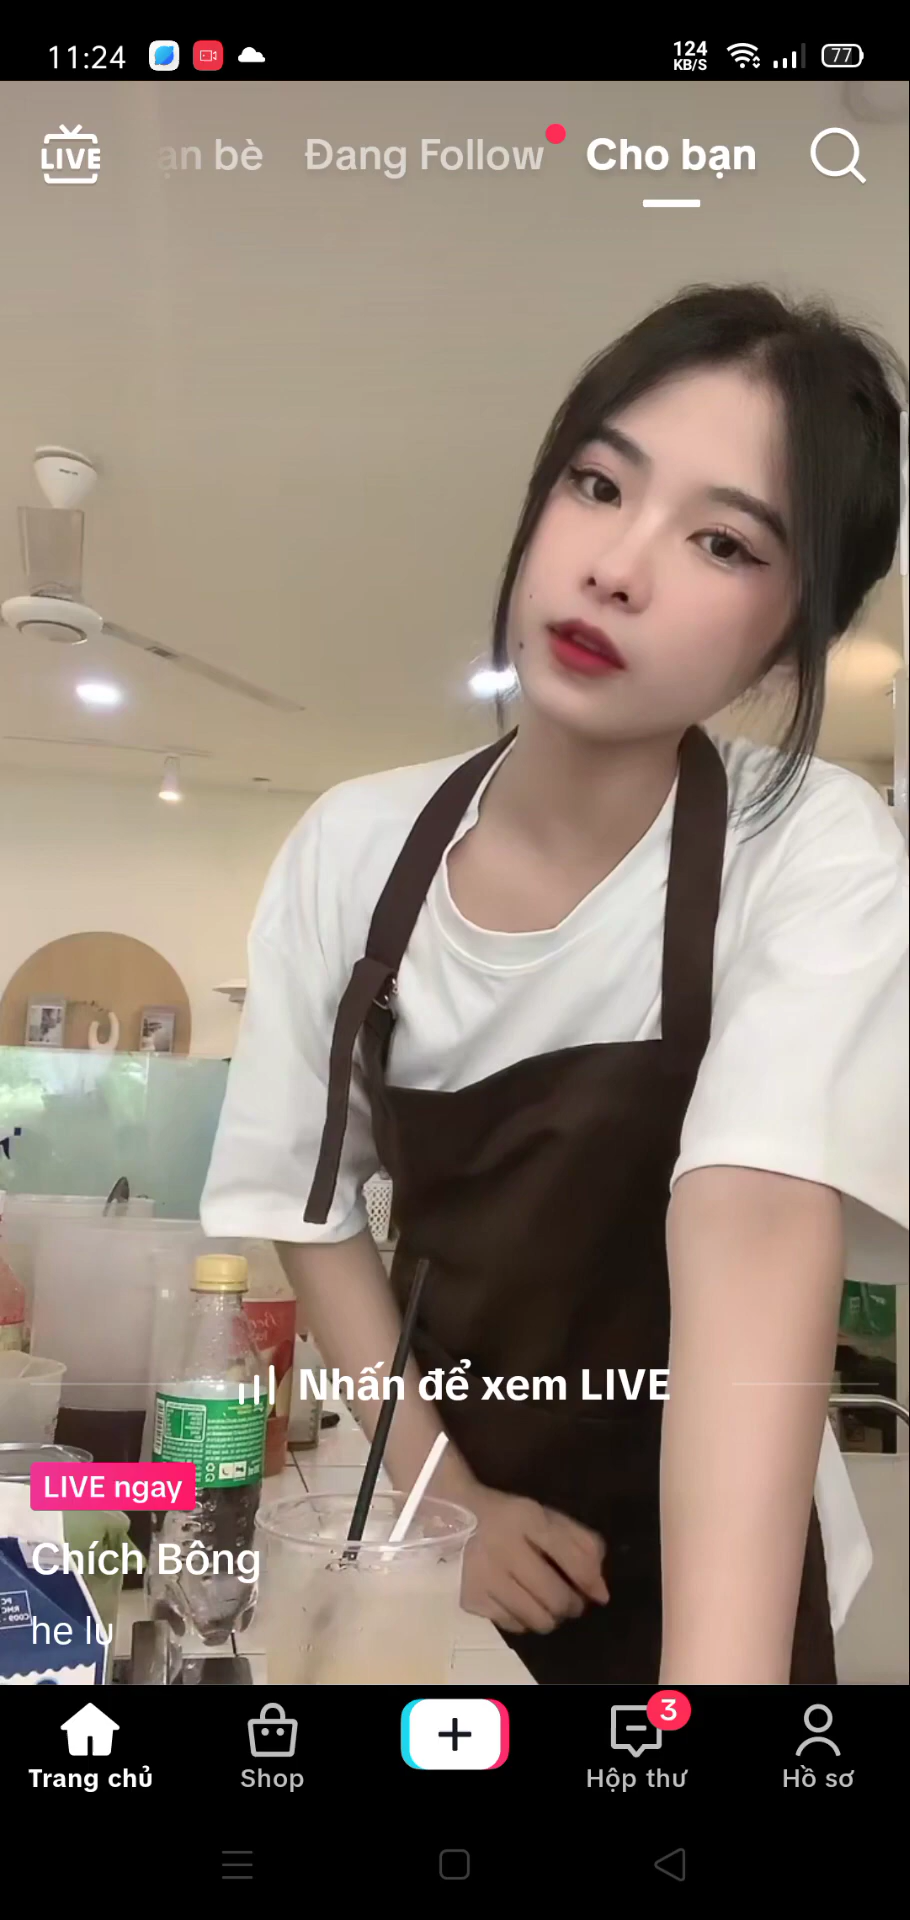 11:24
124
KB/S
77
LIVE
ạn bè
Đang Follow
Cho bạn
Nhấn để xem LIVE
LIVE ngay
Chích Bông
he lu
Trang chủ
Shop
3
Hộp thư
Hồ sơ